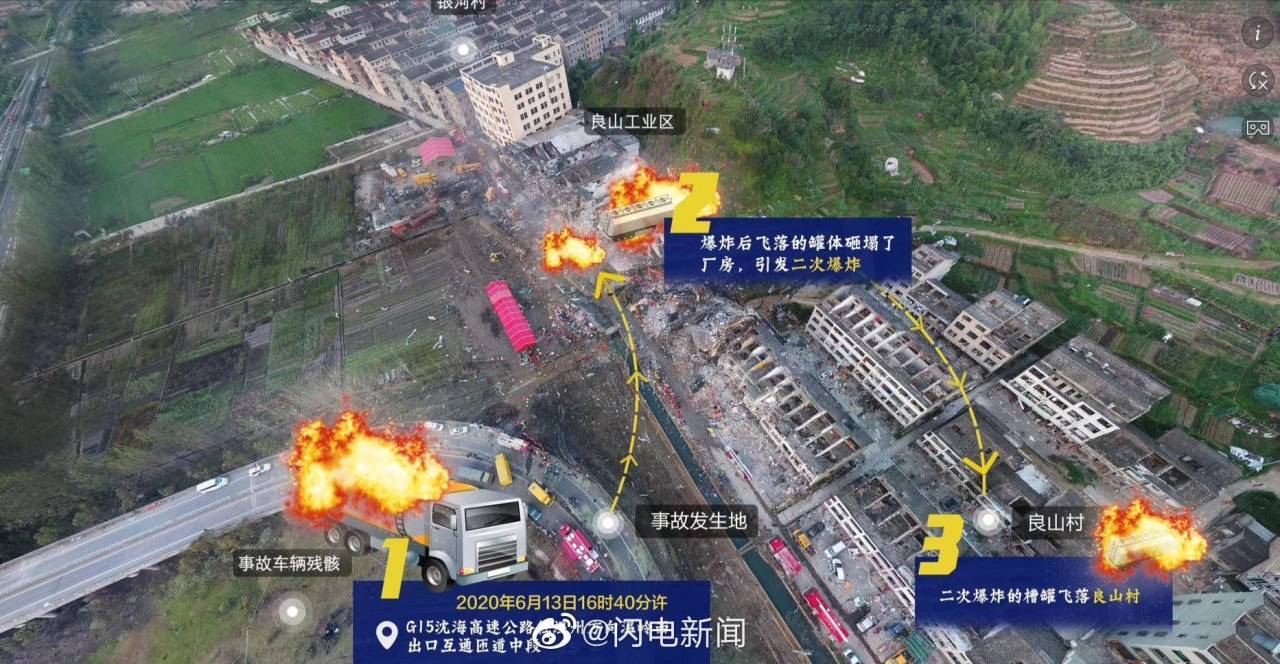 银河村
良山工业区
2
爆炸后飞落的罐体砸塌了
厂房，引发二次爆炸
事故发生地
良山村
3
二次爆炸的槽罐飞落良山村
事故车辆残骸
1
2020年6月13日16时40分许
G15沈海高速公路
出口互通匝道中段
@闪电新闻